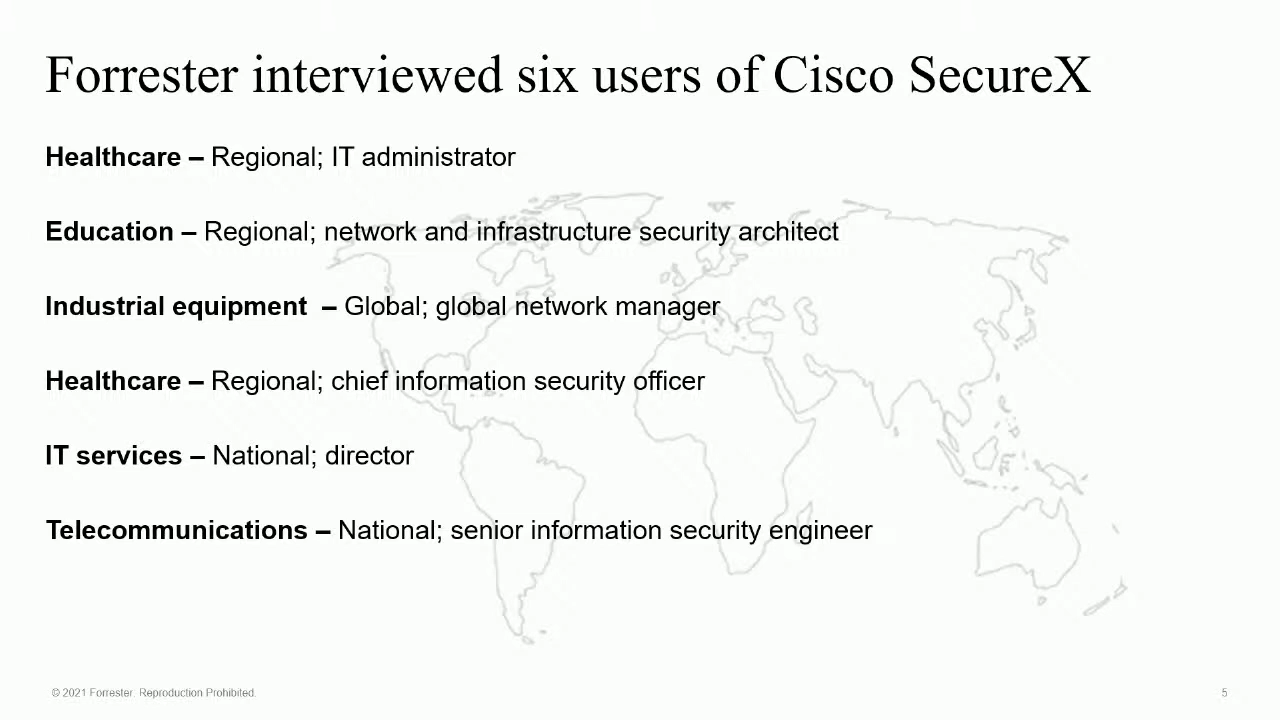 Forrester interviewed six users of Cisco SecureX
Healthcare – Regional; IT administrator
Education – Regional; network and infrastructure security architect
Industrial equipment – Global; global network manager
Healthcare – Regional; chief information security officer
IT services – National; director
Telecommunications – National; senior information security engineer
© 2021 Forrester. Reproduction Prohibited.
5